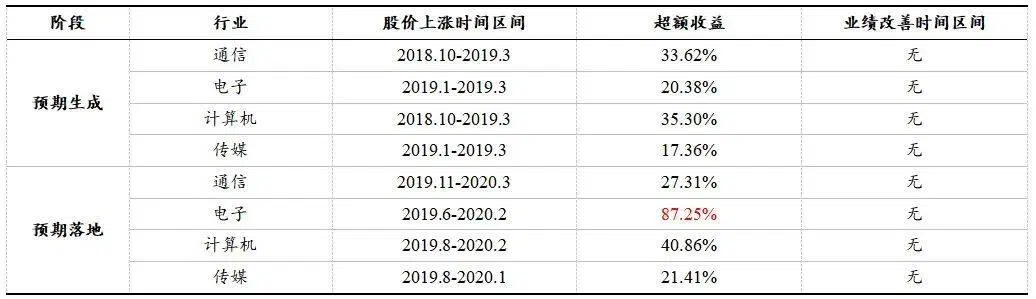 阶段 行业 股价上涨时间区间 超额收益 业绩改善时间区间
预期生成 通信 2018.10-2019.3 33.62% 无
电子 2019.1-2019.3 20.38% 无
计算机 2018.10-2019.3 35.30% 无
传媒 2019.1-2019.3 17.36% 无
预期落地 通信 2019.11-2020.3 27.31% 无
电子 2019.6-2020.2 87.25% 无
计算机 2019.8-2020.2 40.86% 无
传媒 2019.8-2020.1 21.41% 无